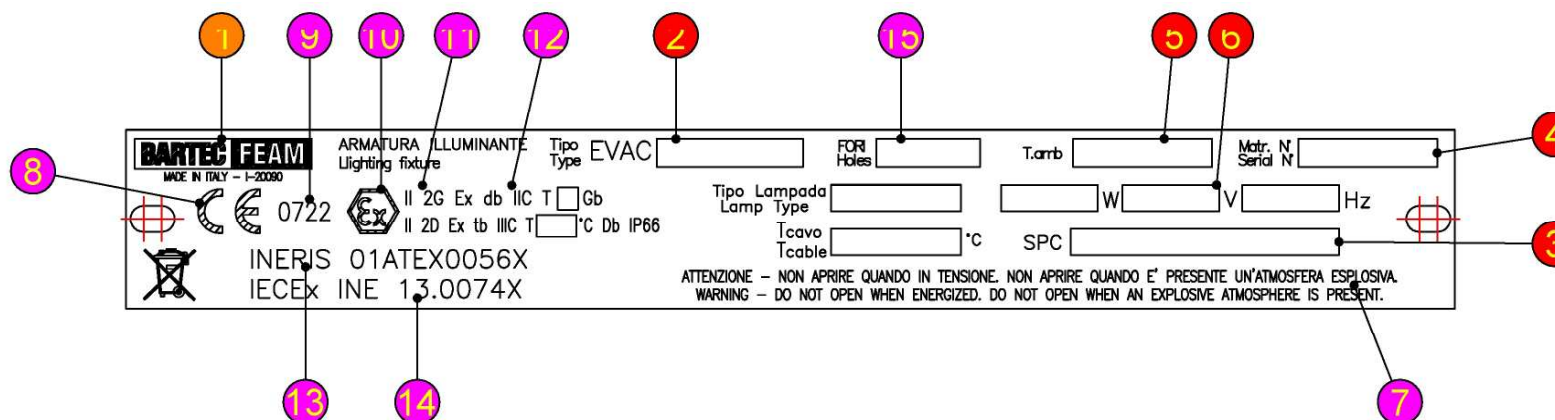 1 9 10 11 12 2 15 5 6
BARTEC FEAM ARMATURA ILLUMINANTE Tipo EVAC FORI T.amb Matr. N° 4
MADE IN ITALY - I-20090 Llighting fixture Type Holes Serial N°
8 CE 0722 Ex II 2G Ex db IIC T Gb Tipo Lampada W V Hz
Lamp Type
II 2D Ex tb IIIC T °C Db IP66 Tcavo °C SPC 3
Tcable
INERIS 01ATEX0056X ATTENZIONE - NON APRIRE QUANDO IN TENSIONE. NON APRIRE QUANDO E' PRESENTE UN'ATMOSFERA ESPLOSIVA.
IECEx INE 13.0074X WARNING - DO NOT OPEN WHEN ENERGIZED. DO NOT OPEN WHEN AN EXPLOSIVE ATMOSPHERE IS PRESENT.
13 14 7